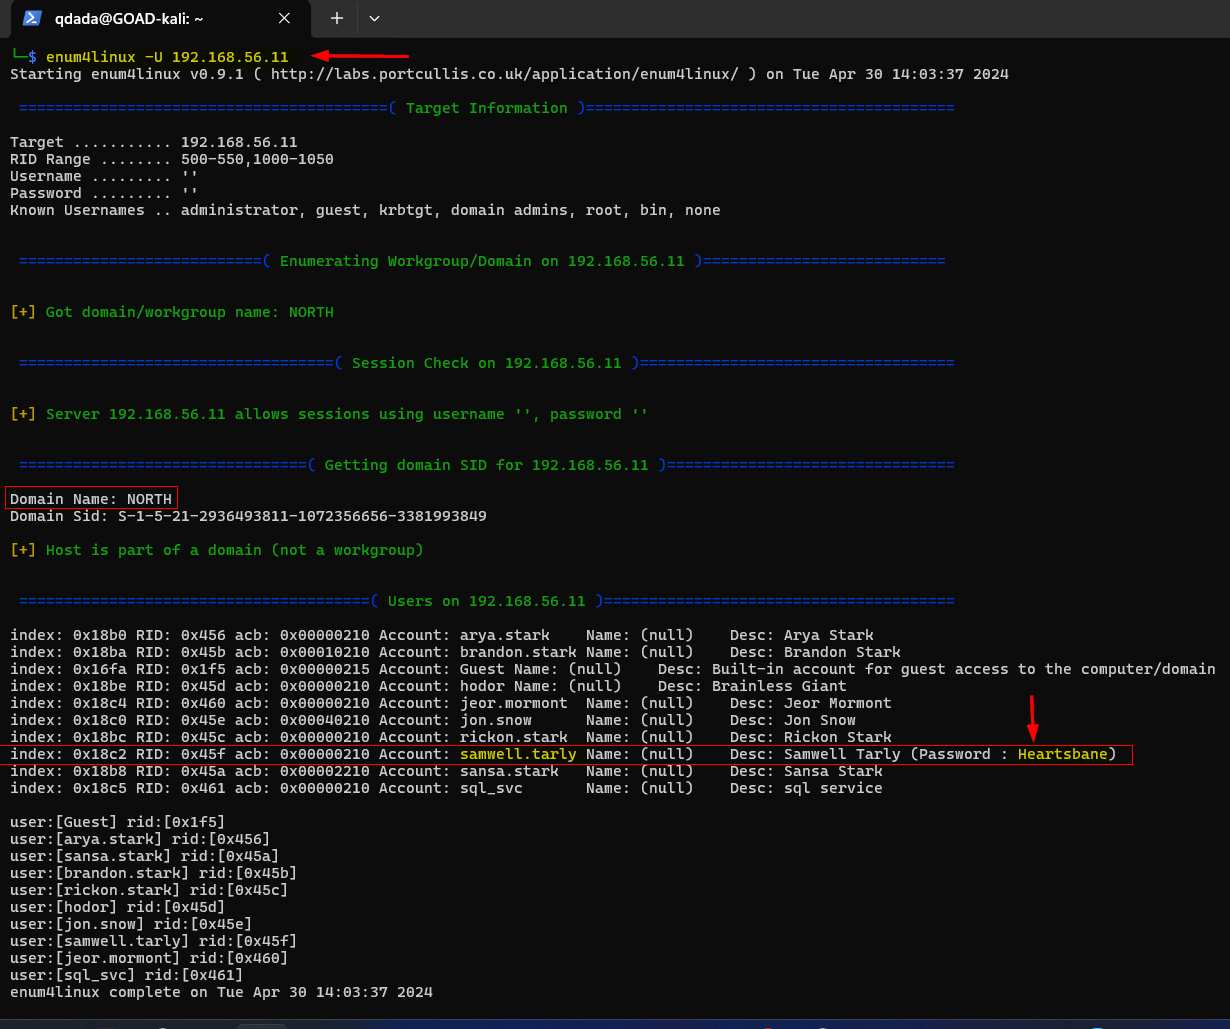 qdada@GOAD-kali: ~
└─$ enum4linux -U 192.168.56.11
Starting enum4linux v0.9.1 ( http://labs.portcullis.co.uk/application/enum4linux/ ) on Tue Apr 30 14:03:37 2024
=========================================( Target Information )=========================================
Target ........... 192.168.56.11
RID Range ........ 500-550,1000-1050
Username ......... ''
Password ......... ''
Known Usernames .. administrator, guest, krbtgt, domain admins, root, bin, none
===========================( Enumerating Workgroup/Domain on 192.168.56.11 )===========================
[+] Got domain/workgroup name: NORTH
===================================( Session Check on 192.168.56.11 )===================================
[+] Server 192.168.56.11 allows sessions using username '', password ''
================================( Getting domain SID for 192.168.56.11 )================================
Domain Name: NORTH
Domain Sid: S-1-5-21-2936493811-1072356656-3381993849
[+] Host is part of a domain (not a workgroup)
=======================================( Users on 192.168.56.11 )=======================================
index: 0x18b0 RID: 0x456 acb: 0x00000210 Account: arya.stark    Name: (null)    Desc: Arya Stark
index: 0x18ba RID: 0x45b acb: 0x00010210 Account: brandon.stark Name: (null)    Desc: Brandon Stark
index: 0x16fa RID: 0x1f5 acb: 0x00000215 Account: Guest Name: (null)    Desc: Built-in account for guest access to the computer/domain
index: 0x18be RID: 0x45d acb: 0x00000210 Account: hodor Name: (null)    Desc: Brainless Giant
index: 0x18c4 RID: 0x460 acb: 0x00000210 Account: jeor.mormont  Name: (null)    Desc: Jeor Mormont
index: 0x18c0 RID: 0x45e acb: 0x00040210 Account: jon.snow      Name: (null)    Desc: Jon Snow
index: 0x18bc RID: 0x45c acb: 0x00000210 Account: rickon.stark  Name: (null)    Desc: Rickon Stark
index: 0x18c2 RID: 0x45f acb: 0x00000210 Account: samwell.tarly Name: (null)    Desc: Samwell Tarly (Password : Heartsbane)
index: 0x18b8 RID: 0x45a acb: 0x00002210 Account: sansa.stark   Name: (null)    Desc: Sansa Stark
index: 0x18c5 RID: 0x461 acb: 0x00000210 Account: sql_svc       Name: (null)    Desc: sql service
user:[Guest] rid:[0x1f5]
user:[arya.stark] rid:[0x456]
user:[sansa.stark] rid:[0x45a]
user:[brandon.stark] rid:[0x45b]
user:[rickon.stark] rid:[0x45c]
user:[hodor] rid:[0x45d]
user:[jon.snow] rid:[0x45e]
user:[samwell.tarly] rid:[0x45f]
user:[jeor.mormont] rid:[0x460]
user:[sql_svc] rid:[0x461]
enum4linux complete on Tue Apr 30 14:03:37 2024